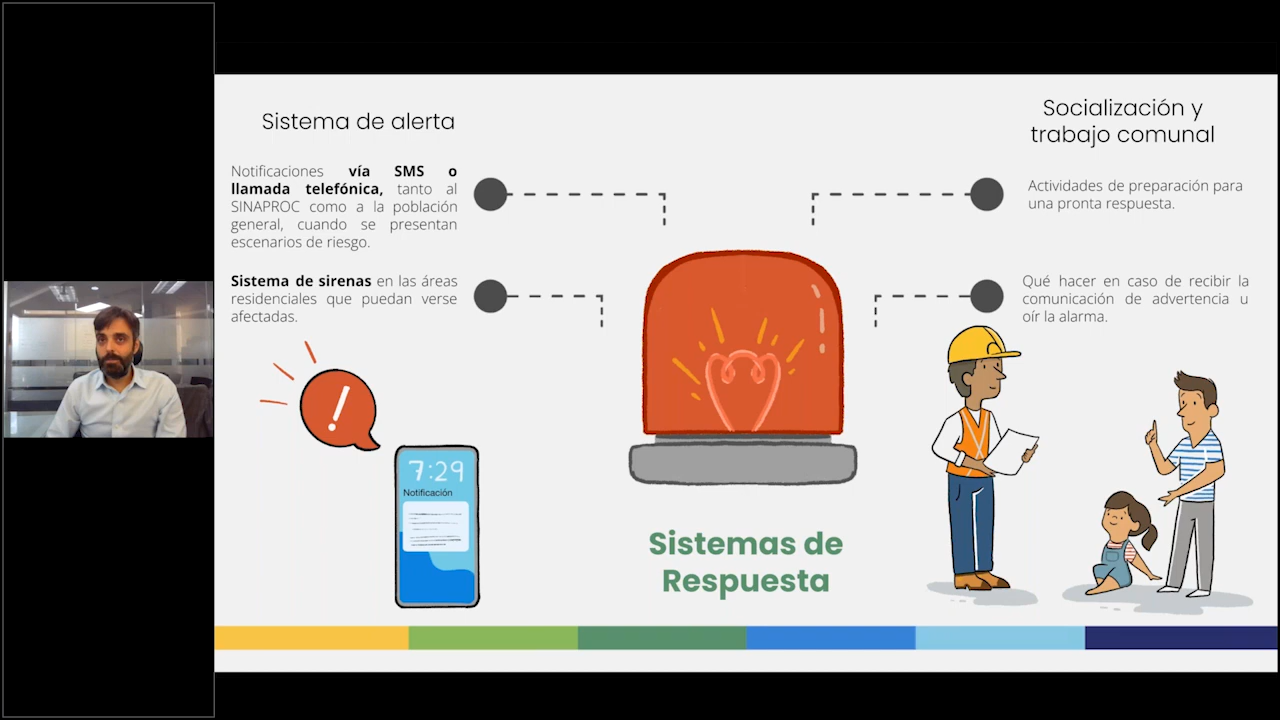 Sistema de alerta
Notificaciones vía SMS o
llamada telefónica, tanto al
SINAPROC como a la población
general, cuando se presentan
escenarios de riesgo.
Sistema de sirenas en las áreas
residenciales que puedan verse
afectadas.
!
7:29
Notificación
Sistemas de
Respuesta
Socialización y
trabajo comunal
Actividades de preparación para
una pronta respuesta.
Qué hacer en caso de recibir la
comunicación de advertencia u
oír la alarma.